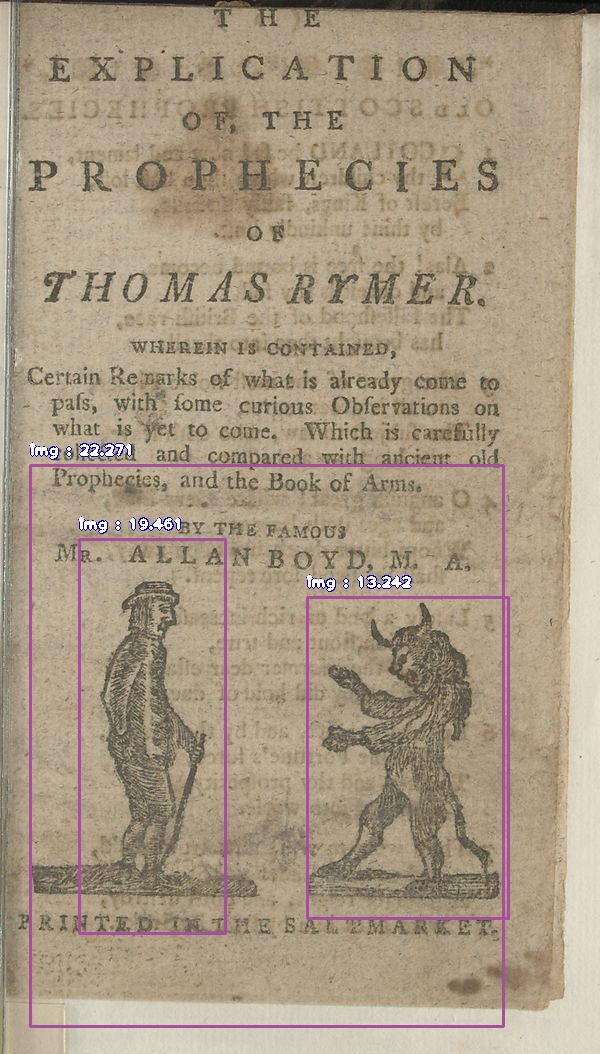 THE
EXPLICATION
OF, THE
PROPHECIES
OF
THOMAS RYMER.
WHEREIN IS CONTAINED,
Certain Remarks of what is already come to
paſs, with ſome curious Obſervations on
what is yet to come. Which is carefully
Img : 22.271
and compared with ancient old
Prophecies, and the Book of Arms.
Img : 19.461
BY THE FAMOUS
MR. ALLAN BOYD, M. A.
Img : 13.242
PRINTED IN THE SALTMARKET.